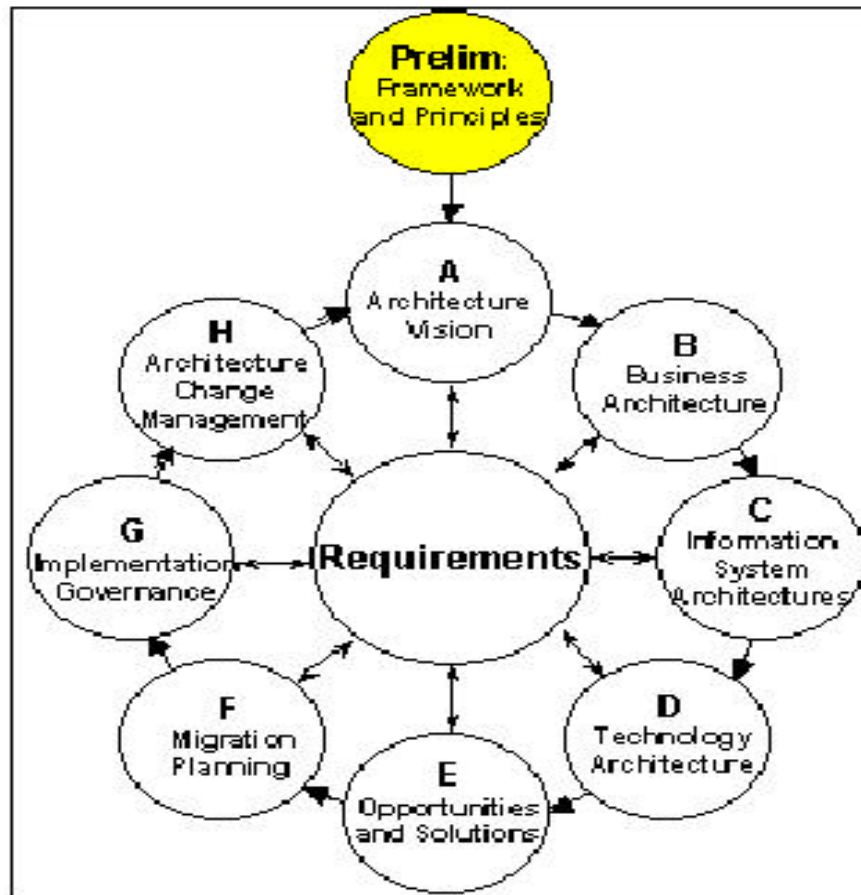 Prelim:
Framework
and Principles
A
Architecture
Vision
B
Business
Architecture
C
Information
System
Architectures
D
Technology
Architecture
E
Opportunities
and Solutions
F
Migration
Planning
G
Implementation
Governance
H
Architecture
Change
Management
Requirements